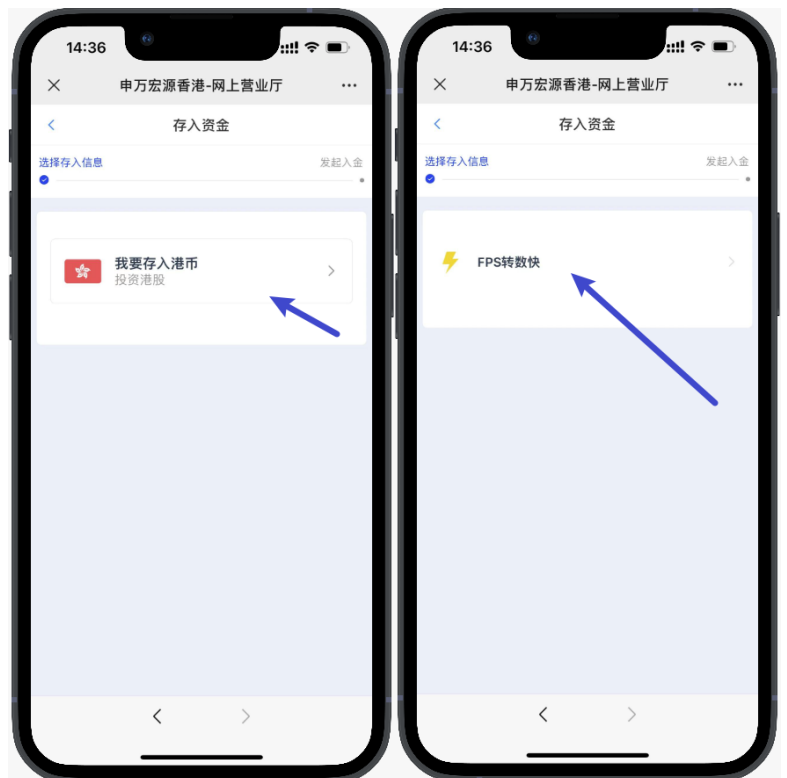 14:36
申万宏源香港-网上营业厅
存入资金
选择存入信息
发起入金
我要存入港币
投资港股
14:36
申万宏源香港-网上营业厅
存入资金
选择存入信息
发起入金
FPS转数快